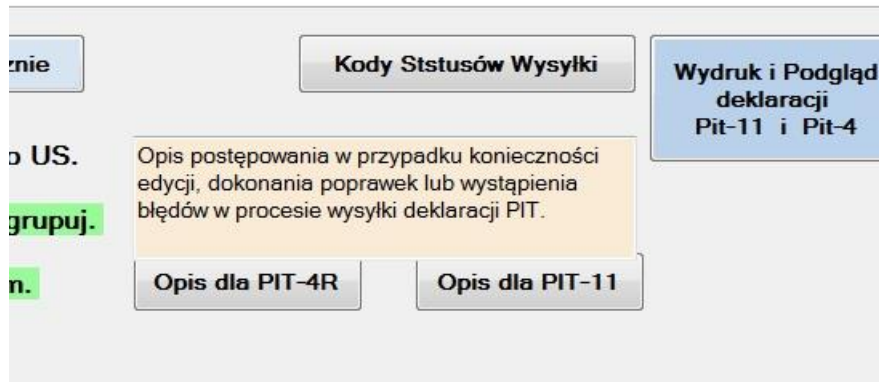 znie
Kody Ststusów Wysyłki
Wydruk i Podgląd
deklaracji
Pit-11 i Pit-4
o US.
Opis postępowania w przypadku konieczności
edycji, dokonania poprawek lub wystąpienia
błędów w procesie wysyłki deklaracji PIT.
grupuj.
m.
Opis dla PIT-4R
Opis dla PIT-11